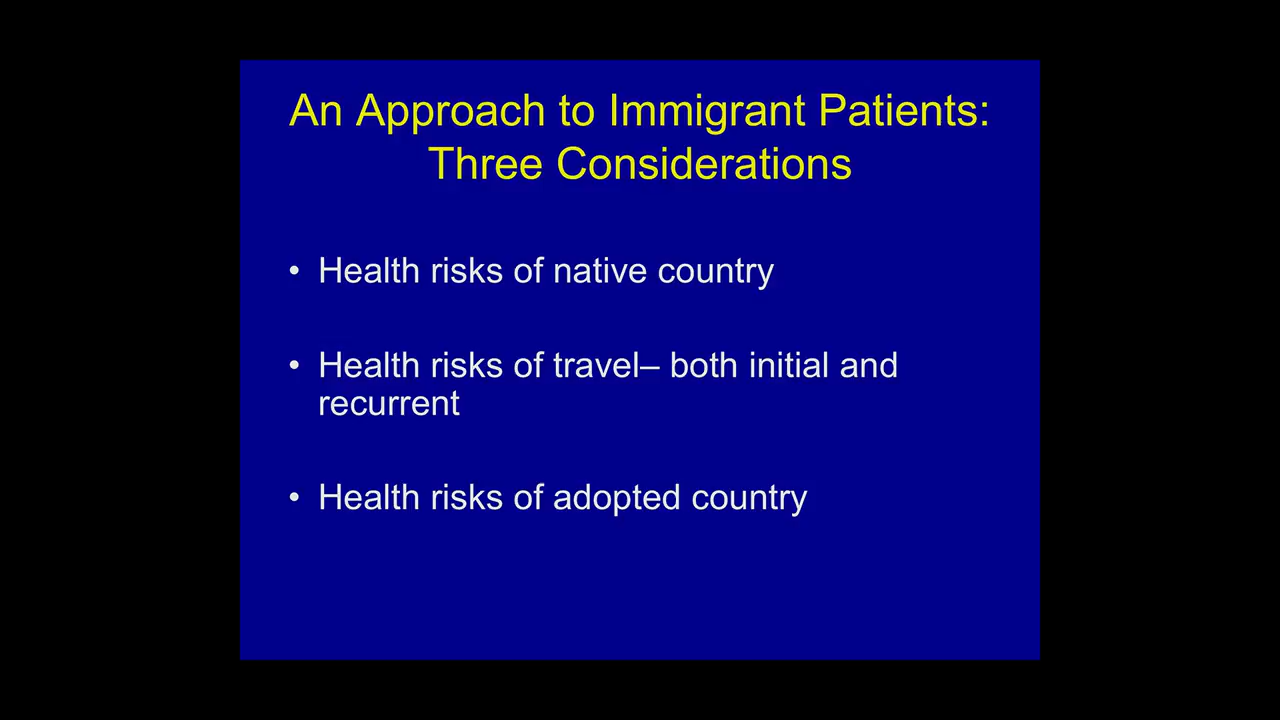 An Approach to Immigrant Patients:
Three Considerations
• Health risks of native country
• Health risks of travel– both initial and
recurrent
• Health risks of adopted country